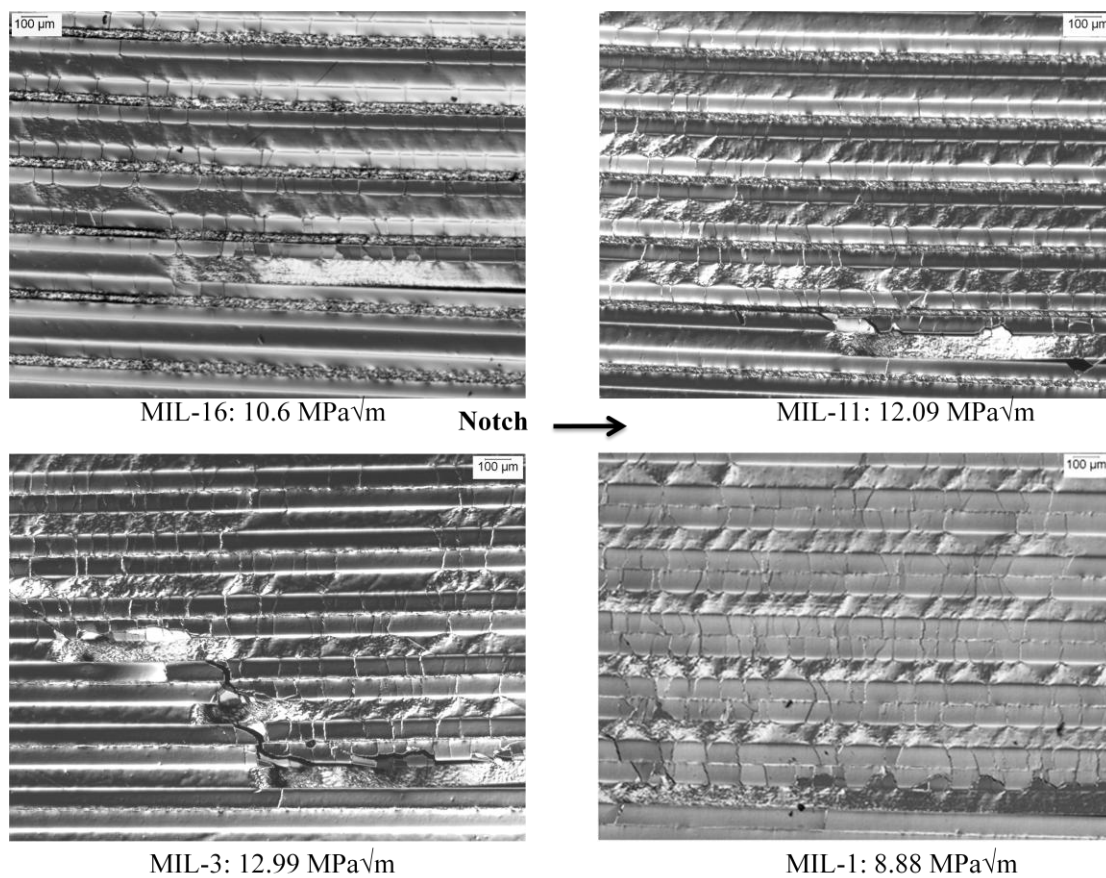 100 µm
100 µm
MIL-16: 10.6 MPa√m
MIL-11: 12.09 MPa√m
Notch
100 µm
100 µm
MIL-3: 12.99 MPa√m
MIL-1: 8.88 MPa√m